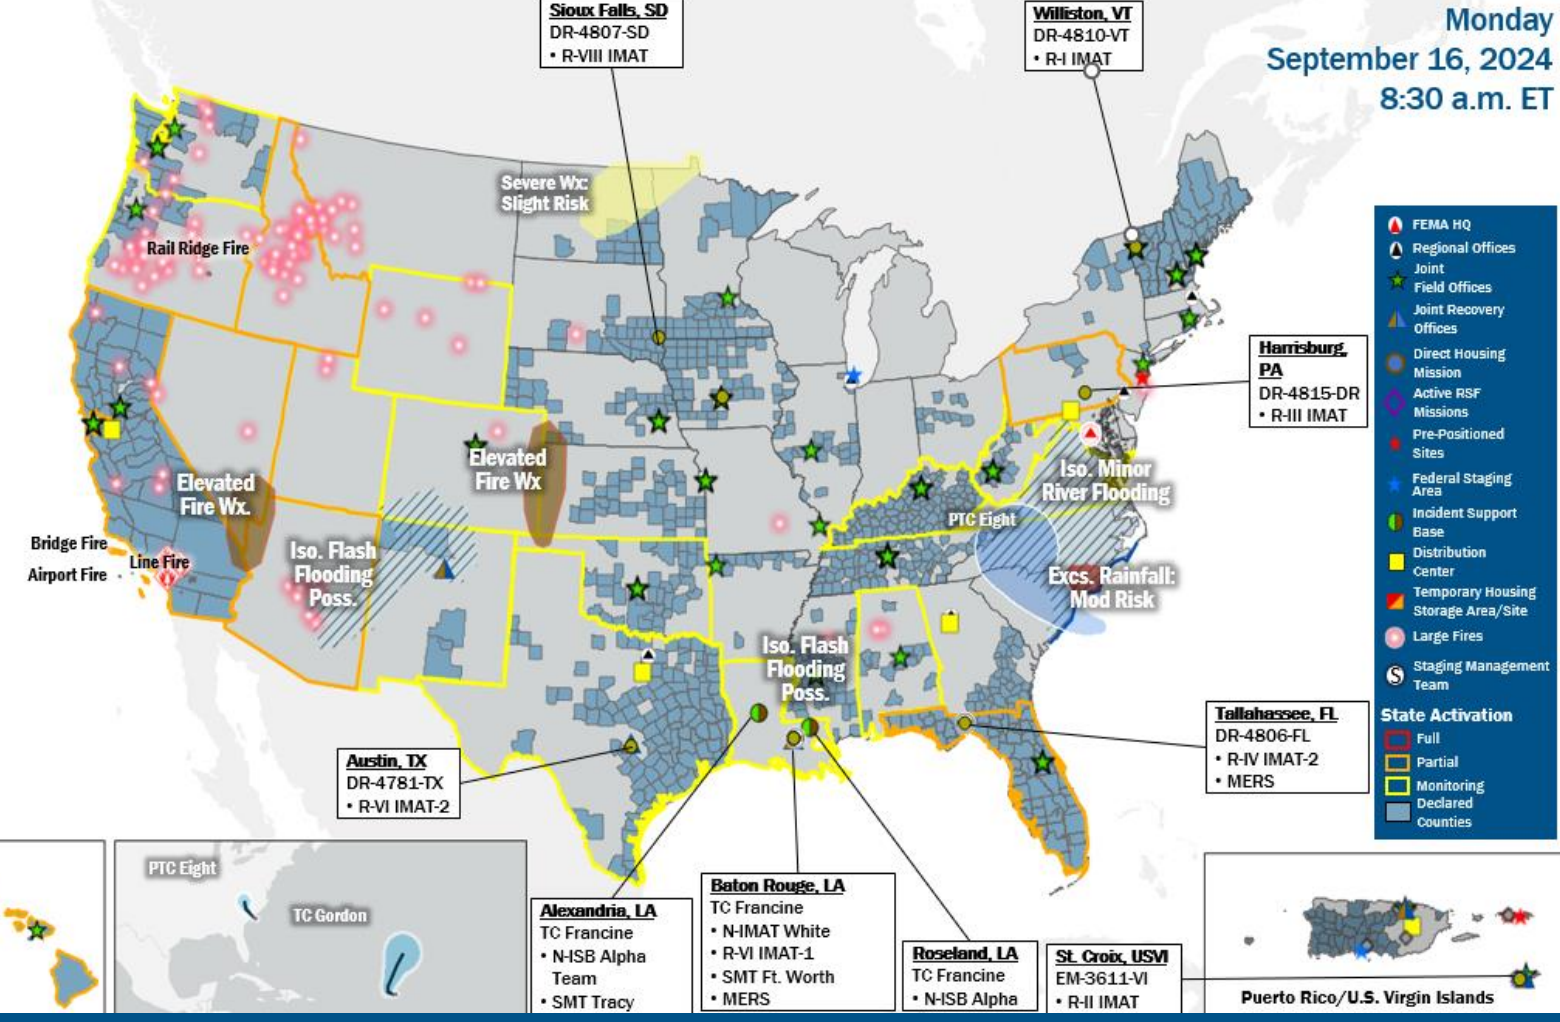 Monday
September 16, 2024
8:30 a.m. ET
Sioux Falls, SD
DR-4807-SD
• R-VIII IMAT
Williston, VT
DR-4810-VT
• R-I IMAT
Severe Wx:
Slight Risk
Rail Ridge Fire
Harrisburg,
PA
DR-4815-DR
• R-III IMAT
Elevated
Fire Wx.
Elevated
Fire Wx
Iso. Minor
River Flooding
PTC Eight
Bridge Fire
Line Fire
Airport Fire
Iso. Flash
Flooding
Poss.
Excs. Rainfall:
Mod Risk
Iso. Flash
Flooding
Poss.
Austin, TX
DR-4781-TX
• R-VI IMAT-2
Tallahassee, FL
DR-4806-FL
• R-IV IMAT-2
• MERS
FEMA HQ
Regional Offices
Joint
Field Offices
Joint Recovery
Offices
Direct Housing
Mission
Active RSF
Missions
Pre-Positioned
Sites
Federal Staging
Area
Incident Support
Base
Distribution
Center
Temporary Housing
Storage Area/Site
Large Fires
S
Staging Management
Team
State Activation
Full
Partial
Monitoring
Declared
Counties
PTC Eight
TC Gordon
Alexandria, LA
TC Francine
• N-ISB Alpha
Team
• SMT Tracy
Baton Rouge, LA
TC Francine
• N-IMAT White
• R-VI IMAT-1
• SMT Ft. Worth
• MERS
Roseland, LA
TC Francine
• N-ISB Alpha
St. Croix, USVI
EM-3611-VI
• R-II IMAT
Puerto Rico/U.S. Virgin Islands